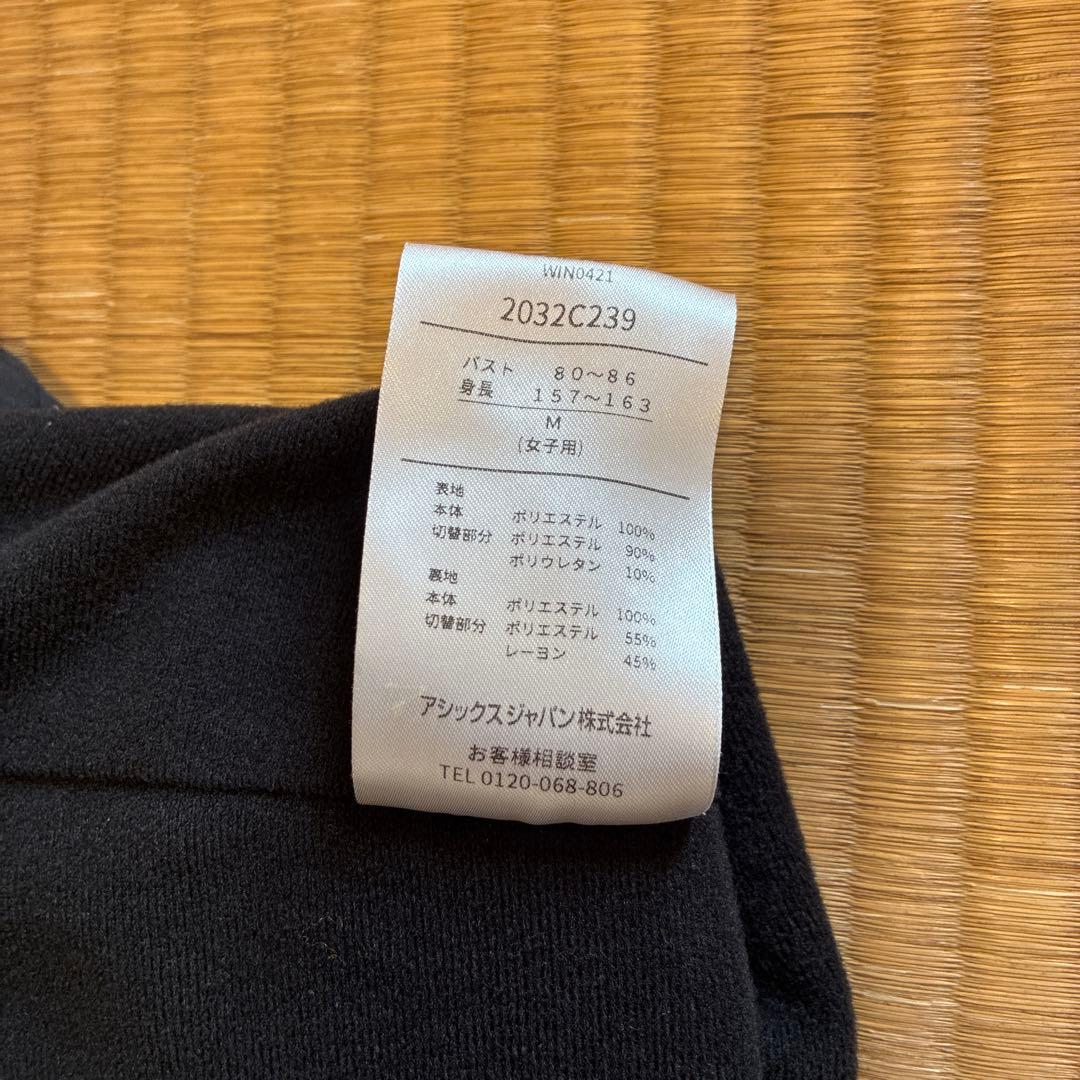 WIN0421
2032C239
バスト 80～86
身長 157～163
M
(女子用)
表地
本体 ポリエステル 100%
切替部分 ポリエステル 90%
ポリウレタン 10%
裏地
本体 ポリエステル 100%
切替部分 ポリエステル 55%
レーヨン 45%
アシックスジャパン株式会社
お客様相談室
TEL 0120-068-806